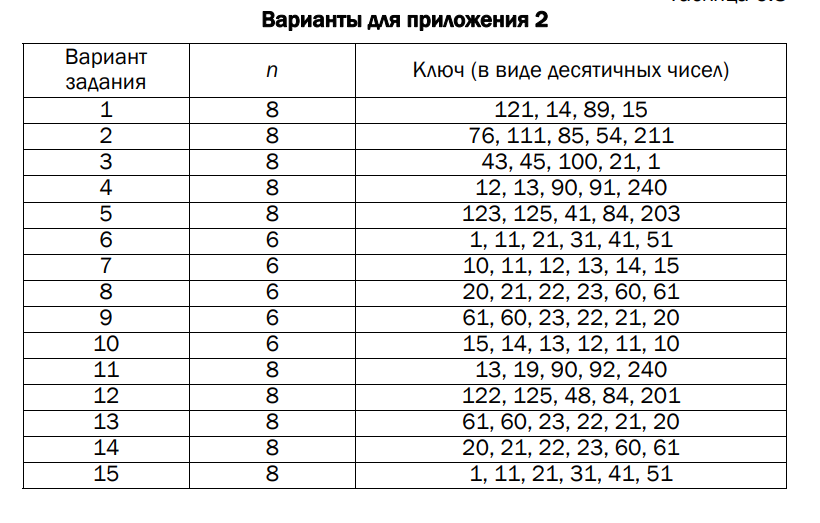 Варианты для приложения 2
Вариант задания n Ключ (в виде десятичных чисел)
1 8 121, 14, 89, 15
2 8 76, 111, 85, 54, 211
3 8 43, 45, 100, 21, 1
4 8 12, 13, 90, 91, 240
5 8 123, 125, 41, 84, 203
6 6 1, 11, 21, 31, 41, 51
7 6 10, 11, 12, 13, 14, 15
8 6 20, 21, 22, 23, 60, 61
9 6 61, 60, 23, 22, 21, 20
10 6 15, 14, 13, 12, 11, 10
11 8 13, 19, 90, 92, 240
12 8 122, 125, 48, 84, 201
13 8 61, 60, 23, 22, 21, 20
14 8 20, 21, 22, 23, 60, 61
15 8 1, 11, 21, 31, 41, 51